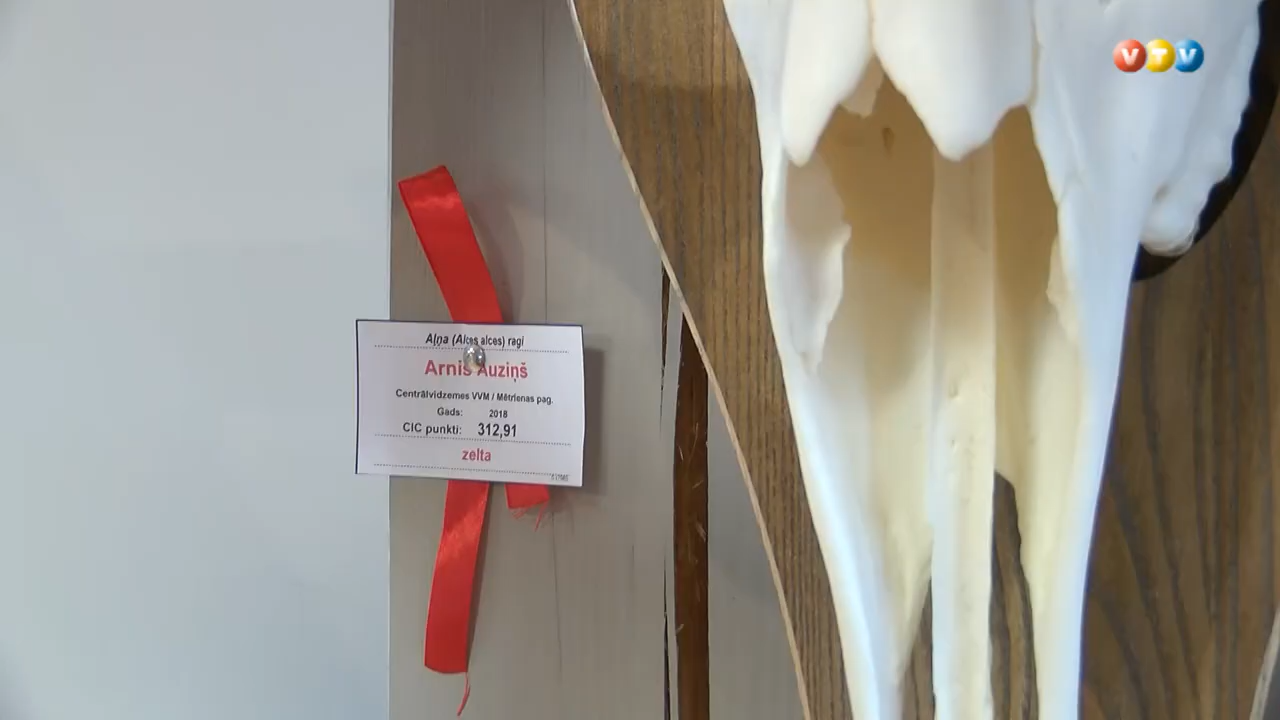 VTV
Aļņa (Alces alces) ragi
Arnis Auziņš
Centrālvidzemes VVM / Mētrienas pag.
Gads: 2018
CIC punkti: 312,91
zelta